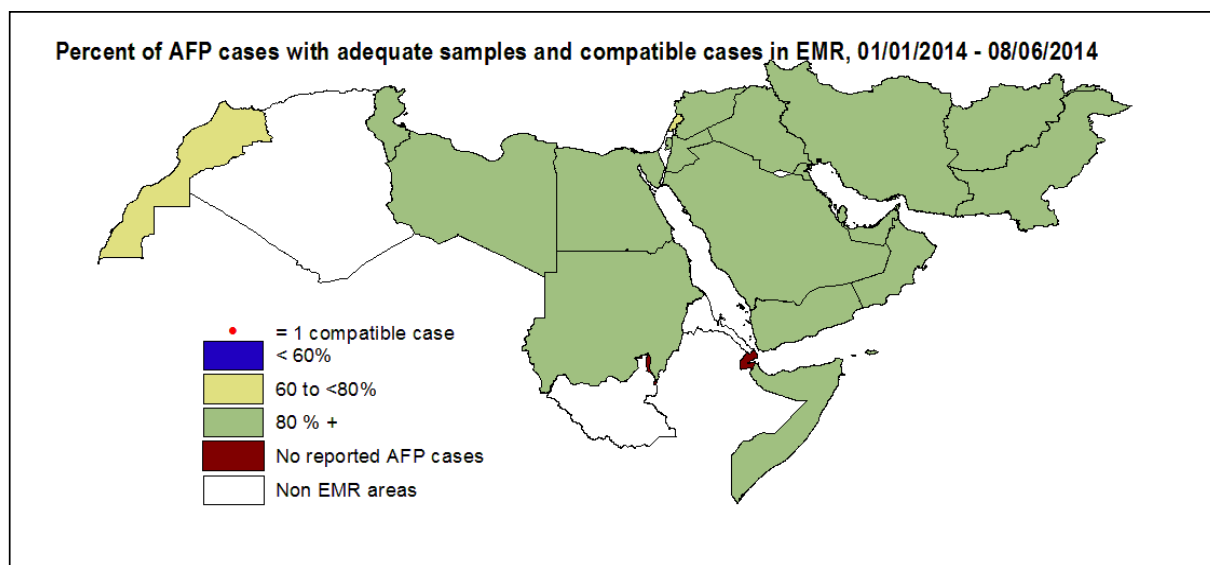 Percent of AFP cases with adequate samples and compatible cases in EMR, 01/01/2014 - 08/06/2014
= 1 compatible case
< 60%
60 to <80%
80 % +
No reported AFP cases
Non EMR areas